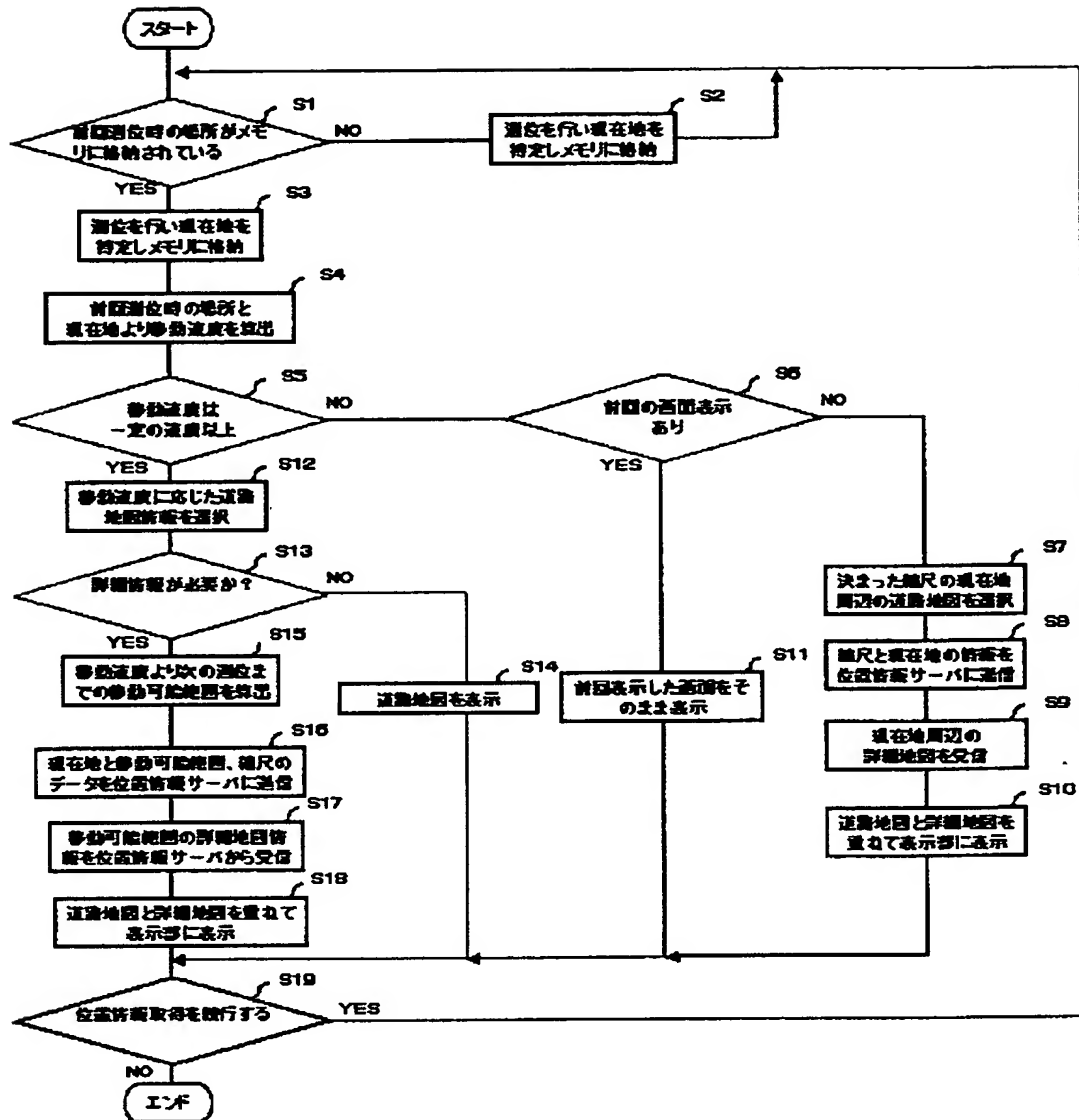 スタート
S1
前回測位時の場所がメモ
リに格納されている
NO
YES
S2
測位を行い現在地を
特定しメモリに格納
S3
測位を行い現在地を
特定しメモリに格納
S4
前回測位時の場所と
現在地より移動速度を算出
S5
移動速度は
一定の速度以上
NO
YES
S6
前回の画面表示
あり
NO
YES
S12
移動速度に応じた道路
地図情報を選択
S13
詳細情報が必要か?
NO
YES
S7
決まった縮尺の現在地
周辺の道路地図を選択
S8
縮尺と現在地の情報を
位置情報サーバに送信
S9
現在地周辺の
詳細地図を受信
S10
道路地図と詳細地図を
重ねて表示部に表示
S11
前回表示した画面をそ
のまま表示
S14
道路地図を表示
S15
移動速度より次の測位ま
での移動可能範囲を算出
S16
現在地と移動可能範囲、縮尺の
データを位置情報サーバに送信
S17
移動可能範囲の詳細地図情
報を位置情報サーバから受信
S18
道路地図と詳細地図を重ねて
表示部に表示
S19
位置情報取得を続行する
YES
NO
エンド